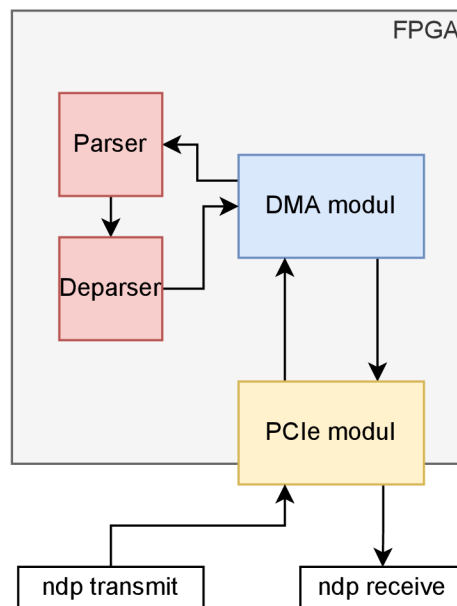 FPGA
Parser
DMA modul
Deparser
PCIe modul
ndp transmit
ndp receive